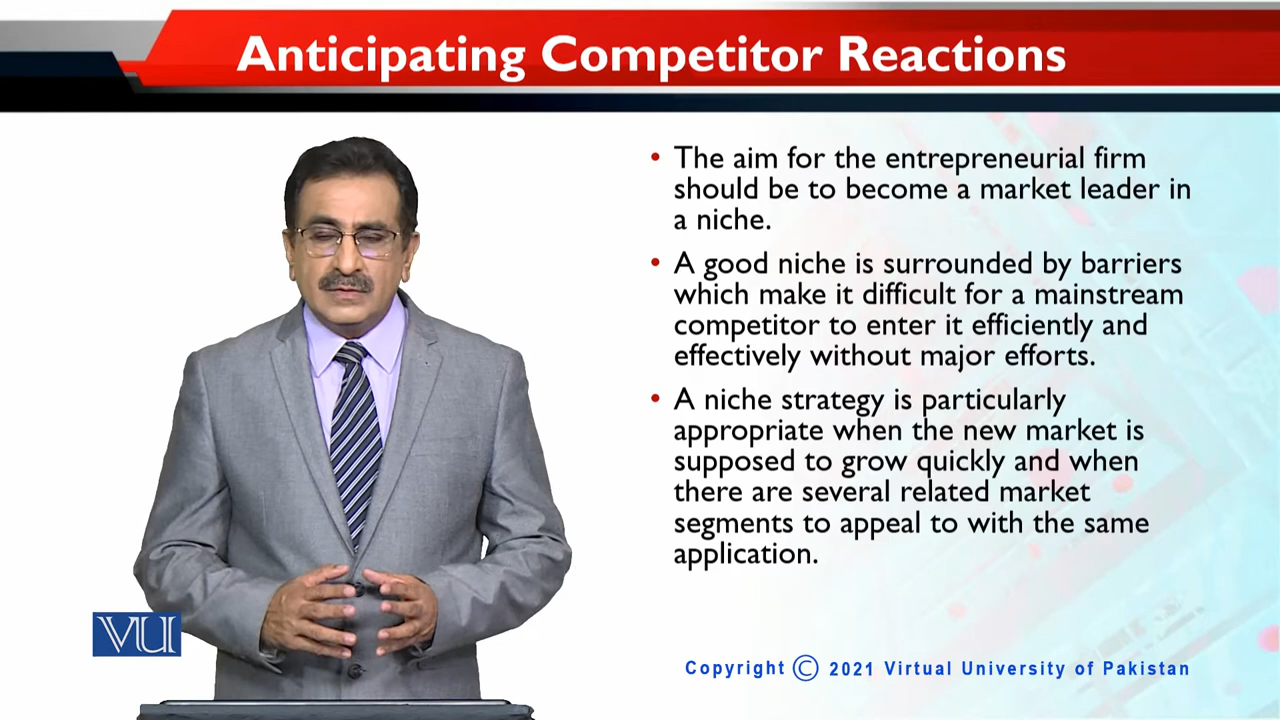 Anticipating Competitor Reactions
• The aim for the entrepreneurial firm
should be to become a market leader in
a niche.
• A good niche is surrounded by barriers
which make it difficult for a mainstream
competitor to enter it efficiently and
effectively without major efforts.
• A niche strategy is particularly
appropriate when the new market is
supposed to grow quickly and when
there are several related market
segments to appeal to with the same
application.
VU
Copyright © 2021 Virtual University of Pakistan